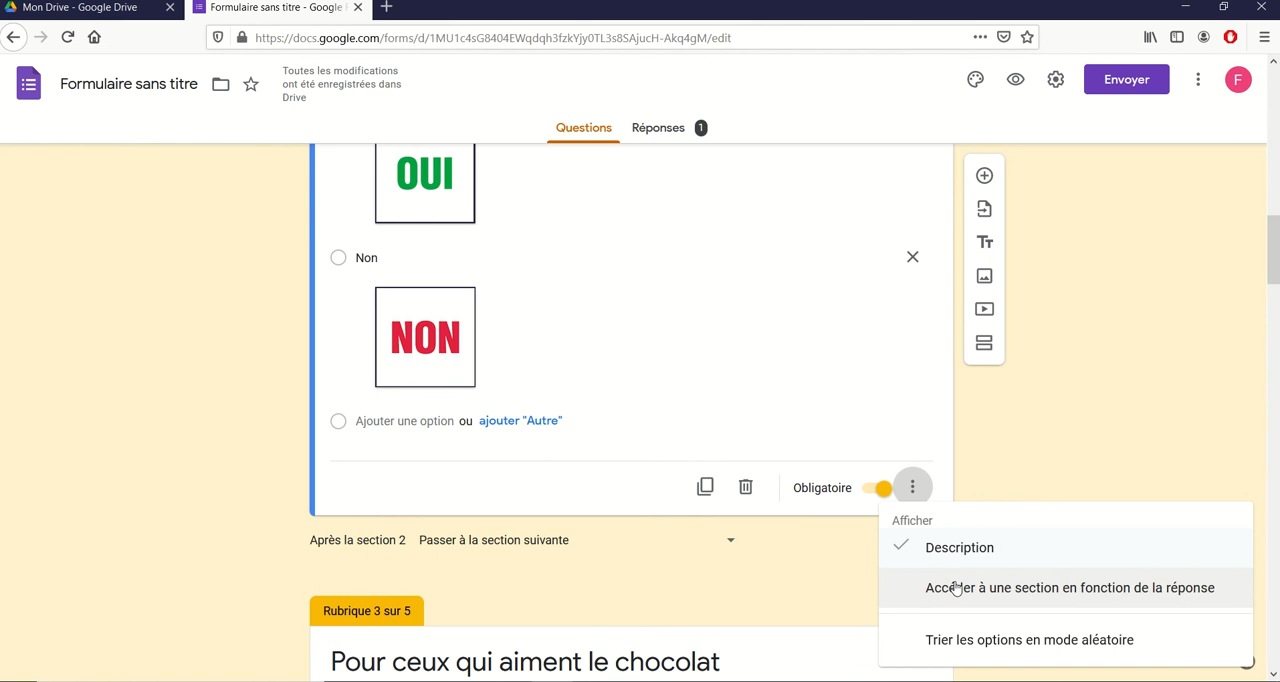 Mon Drive - Google Drive
Formulaire sans titre - Google
https://docs.google.com/forms/d/1MU1c4sG8404EWqdqh3fzkYjy0TL3s8SAjucH-Akq4gM/edit
Formulaire sans titre
Toutes les modifications
ont été enregistrées dans
Drive
Envoyer
F
Questions
Réponses 1
OUI
Non
NON
Ajouter une option ou ajouter "Autre"
Obligatoire
Afficher
Description
Accéder à une section en fonction de la réponse
Trier les options en mode aléatoire
Après la section 2 Passer à la section suivante
Rubrique 3 sur 5
Pour ceux qui aiment le chocolat